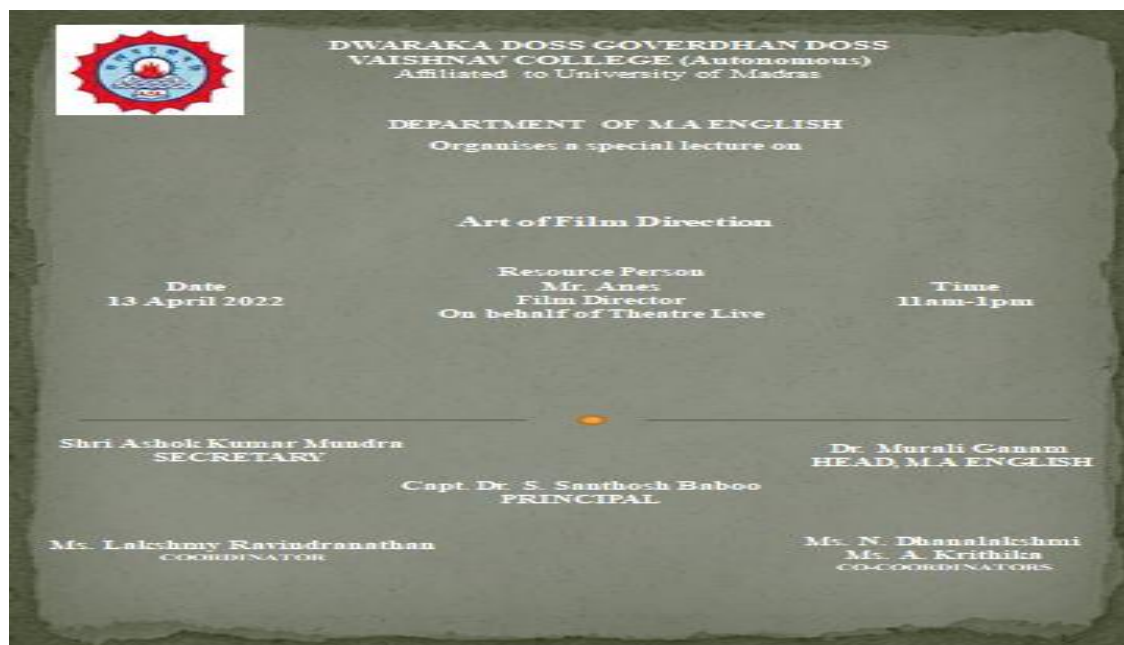 DWARAKA DOSS GOVERDHAN DOSS
VAISHNAV COLLEGE (Autonomous)
Affiliated to University of Madras
DEPARTMENT OF M.A ENGLISH
Organises a special lecture on
Art of Film Direction
Date
13 April 2022
Resource Person
Mr. Anes
Film Director
On behalf of Theatre Live
Time
11am-1pm
Shri Ashok Kumar Mundra
SECRETARY
Dr. Murali Ganam
HEAD, M.A ENGLISH
Capt. Dr. S. Santhosh Baboo
PRINCIPAL
Ms. Lakshmy Ravindranathan
COORDINATOR
Ms. N. Dhanalakshmi
Ms. A. Krithika
CO-COORDINATORS